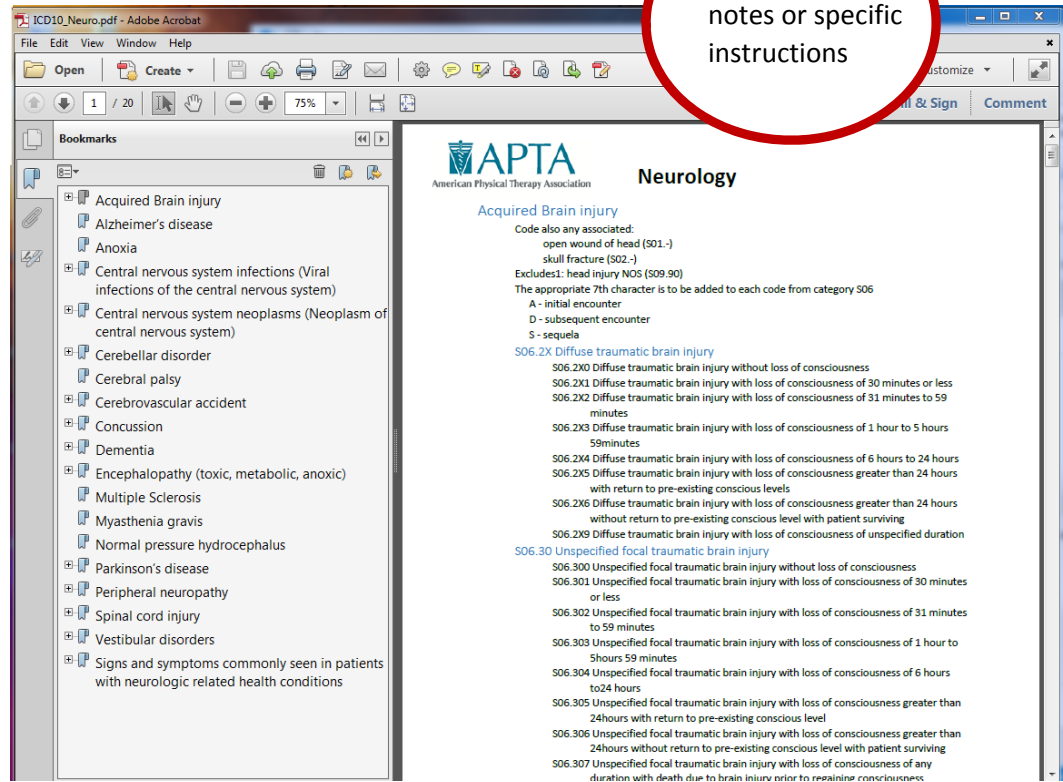 notes or specific
instructions
ICD10_Neuro.pdf - Adobe Acrobat
File Edit View Window Help
Open Create
Customize
1 / 20 75%
& Sign Comment
Bookmarks
Acquired Brain injury
Alzheimer's disease
Anoxia
Central nervous system infections (Viral
infections of the central nervous system)
Central nervous system neoplasms (Neoplasm of
central nervous system)
Cerebellar disorder
Cerebral palsy
Cerebrovascular accident
Concussion
Dementia
Encephalopathy (toxic, metabolic, anoxic)
Multiple Sclerosis
Myasthenia gravis
Normal pressure hydrocephalus
Parkinson's disease
Peripheral neuropathy
Spinal cord injury
Vestibular disorders
Signs and symptoms commonly seen in patients
with neurologic related health conditions
APTA
American Physical Therapy Association
Neurology
Acquired Brain injury
Code also any associated:
open wound of head (S01.-)
skull fracture (S02.-)
Excludes1: head injury NOS (S09.90)
The appropriate 7th character is to be added to each code from category S06
A - initial encounter
D - subsequent encounter
S - sequela
S06.2X Diffuse traumatic brain injury
S06.2X0 Diffuse traumatic brain injury without loss of consciousness
S06.2X1 Diffuse traumatic brain injury with loss of consciousness of 30 minutes or less
S06.2X2 Diffuse traumatic brain injury with loss of consciousness of 31 minutes to 59
minutes
S06.2X3 Diffuse traumatic brain injury with loss of consciousness of 1 hour to 5 hours
59minutes
S06.2X4 Diffuse traumatic brain injury with loss of consciousness of 6 hours to 24 hours
S06.2X5 Diffuse traumatic brain injury with loss of consciousness greater than 24 hours
with return to pre-existing conscious levels
S06.2X6 Diffuse traumatic brain injury with loss of consciousness greater than 24 hours
without return to pre-existing conscious level with patient surviving
S06.2X9 Diffuse traumatic brain injury with loss of consciousness of unspecified duration
S06.30 Unspecified focal traumatic brain injury
S06.300 Unspecified focal traumatic brain injury without loss of consciousness
S06.301 Unspecified focal traumatic brain injury with loss of consciousness of 30 minutes
or less
S06.302 Unspecified focal traumatic brain injury with loss of consciousness of 31 minutes
to 59 minutes
S06.303 Unspecified focal traumatic brain injury with loss of consciousness of 1 hour to
5hours 59 minutes
S06.304 Unspecified focal traumatic brain injury with loss of consciousness of 6 hours
to24 hours
S06.305 Unspecified focal traumatic brain injury with loss of consciousness greater than
24hours with return to pre-existing conscious level
S06.306 Unspecified focal traumatic brain injury with loss of consciousness greater than
24hours without return to pre-existing conscious level with patient surviving
S06.307 Unspecified focal traumatic brain injury with loss of consciousness of any
duration with death due to brain injury prior to regaining consciousness